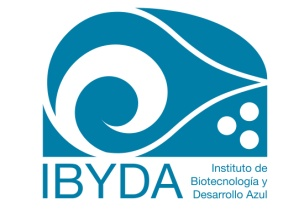 IBYDA
Instituto de
Biotecnología y
Desarrollo Azul